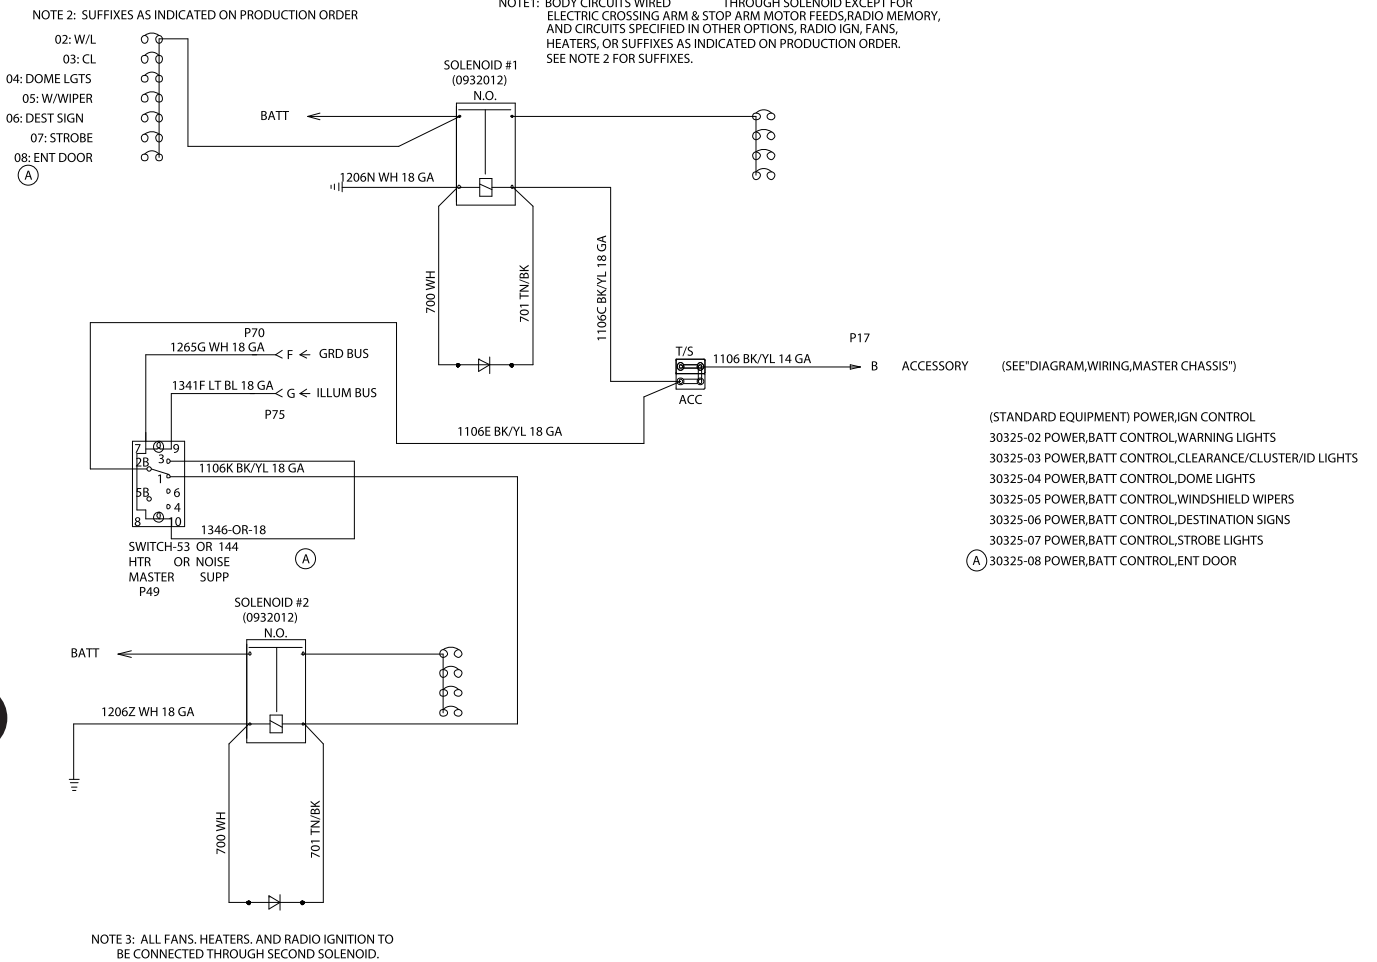 NOTE1: BODY CIRCUITS WIRED THROUGH SOLENOID EXCEPT FOR
ELECTRIC CROSSING ARM & STOP ARM MOTOR FEEDS,RADIO MEMORY,
AND CIRCUITS SPECIFIED IN OTHER OPTIONS, RADIO IGN, FANS,
HEATERS, OR SUFFIXES AS INDICATED ON PRODUCTION ORDER.
SEE NOTE 2 FOR SUFFIXES.
NOTE 2: SUFFIXES AS INDICATED ON PRODUCTION ORDER
02: W/L
03: CL
04: DOME LGTS
05: W/WIPER
06: DEST SIGN
07: STROBE
08: ENT DOOR
A
SOLENOID #1
(0932012)
N.O.
BATT
1206N WH 18 GA
700 WH
701 TN/BK
1106C BK/YL 18 GA
P70
1265G WH 18 GA
F
GRD BUS
1341F LT BL 18 GA
G
ILLUM BUS
P75
T/S
ACC
1106 BK/YL 14 GA
P17
B
ACCESSORY
(SEE"DIAGRAM,WIRING,MASTER CHASSIS")
1106E BK/YL 18 GA
7
9
2B
3
1106K BK/YL 18 GA
1
5B
6
4
8
10
1346-OR-18
SWITCH-53 OR 144
HTR OR NOISE
MASTER SUPP
P49
A
(STANDARD EQUIPMENT) POWER,IGN CONTROL
30325-02 POWER,BATT CONTROL,WARNING LIGHTS
30325-03 POWER,BATT CONTROL,CLEARANCE/CLUSTER/ID LIGHTS
30325-04 POWER,BATT CONTROL,DOME LIGHTS
30325-05 POWER,BATT CONTROL,WINDSHIELD WIPERS
30325-06 POWER,BATT CONTROL,DESTINATION SIGNS
30325-07 POWER,BATT CONTROL,STROBE LIGHTS
A 30325-08 POWER,BATT CONTROL,ENT DOOR
SOLENOID #2
(0932012)
N.O.
BATT
1206Z WH 18 GA
700 WH
701 TN/BK
NOTE 3: ALL FANS. HEATERS. AND RADIO IGNITION TO
BE CONNECTED THROUGH SECOND SOLENOID.